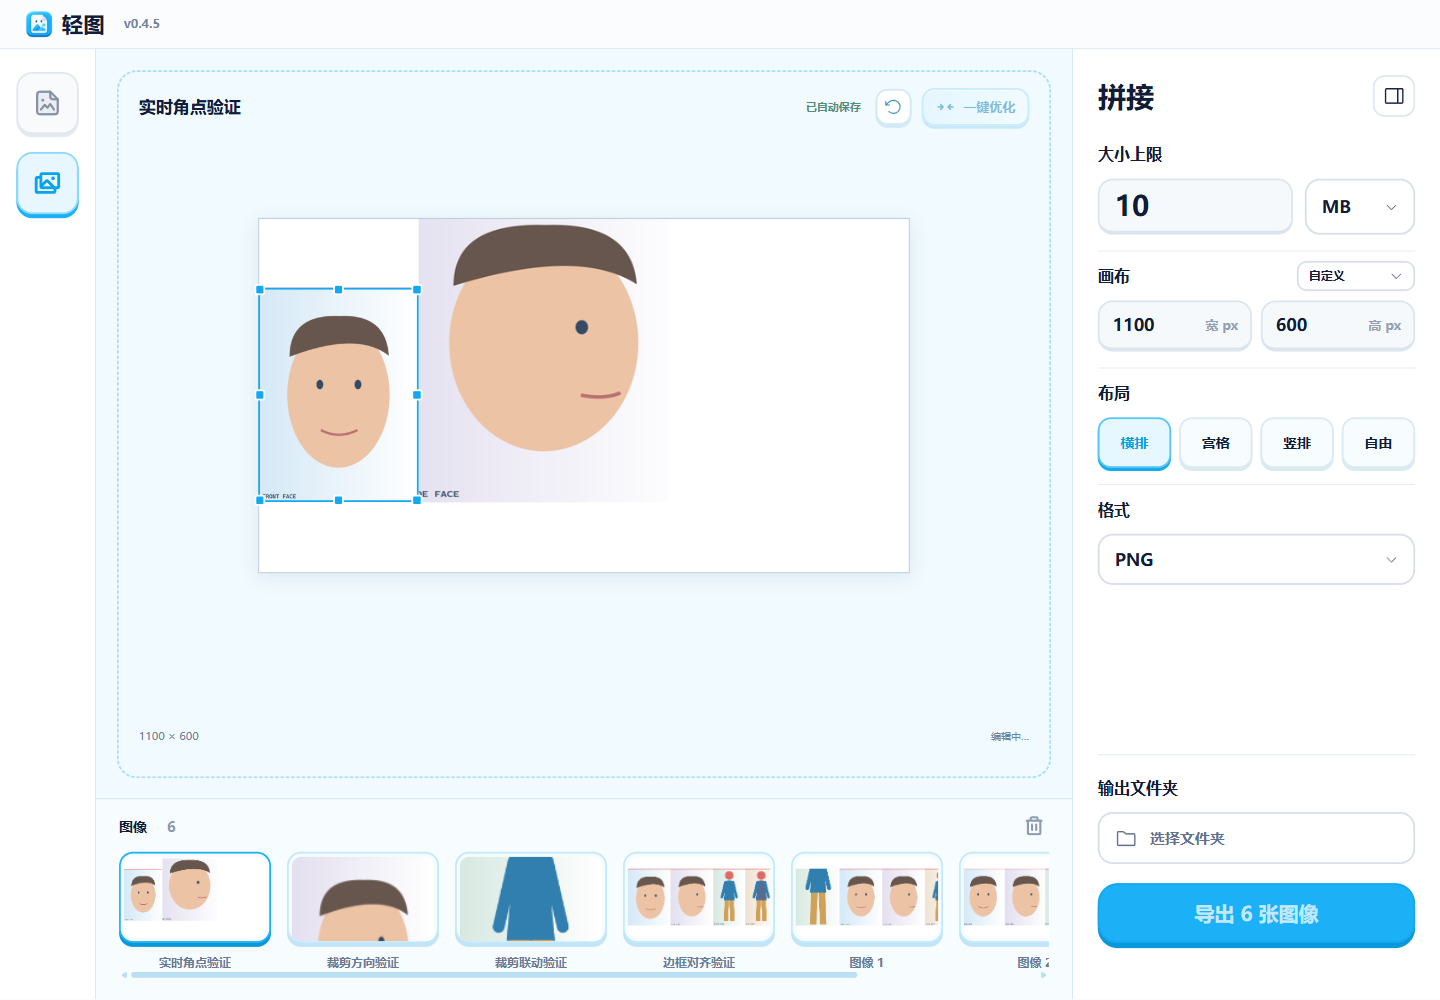 轻图 v0.4.5
实时角点验证
已自动保存
一键优化
FRONT FACE
DE FACE
1100 × 600
编辑中...
图像 6
实时角点验证
裁剪方向验证
裁剪联动验证
边框对齐验证
图像 1
图像 2
拼接
大小上限
10
MB
画布
自定义
1100 宽 px
600 高 px
布局
横排
宫格
竖排
自由
格式
PNG
输出文件夹
选择文件夹
导出 6 张图像